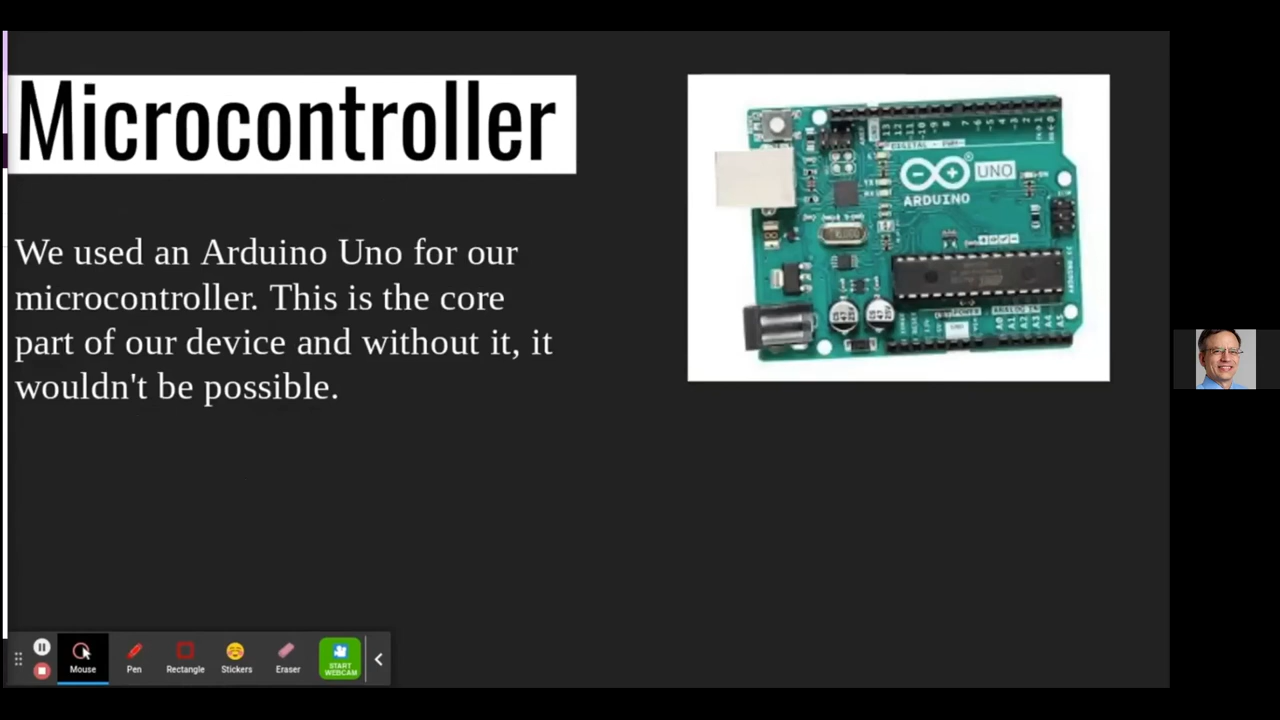 Microcontroller
We used an Arduino Uno for our
microcontroller. This is the core
part of our device and without it, it
wouldn't be possible.
UNO
ARDUINO
Mouse
Pen
Rectangle
Stickers
Eraser
START
WEBCAM